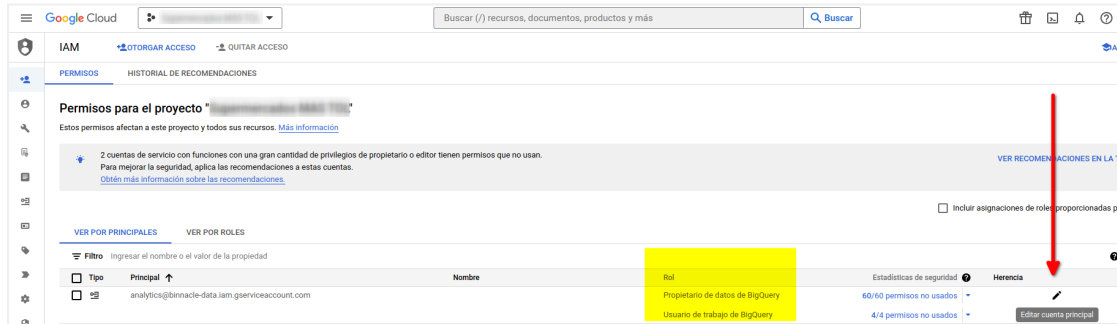 Google Cloud
Buscar (/) recursos, documentos, productos y más
Buscar
IAM
OTORGAR ACCESO
QUITAR ACCESO
PERMISOS
HISTORIAL DE RECOMENDACIONES
Permisos para el proyecto "
Estos permisos afectan a este proyecto y todos sus recursos. Más información
2 cuentas de servicio con funciones con una gran cantidad de privilegios de propietario o editor tienen permisos que no usan.
Para mejorar la seguridad, aplica las recomendaciones a estas cuentas.
Obtén más información sobre las recomendaciones.
VER RECOMENDACIONES EN LA
Incluir asignaciones de roles proporcionadas p
VER POR PRINCIPALES
VER POR ROLES
Filtro Ingresar el nombre o el valor de la propiedad
Tipo Principal Nombre Rol Estadísticas de seguridad Herencia
analytics@binnacle-data.iam.gserviceaccount.com Propietario de datos de BigQuery 60/60 permisos no usados
Usuario de trabajo de BigQuery 4/4 permisos no usados
Editar cuenta principal